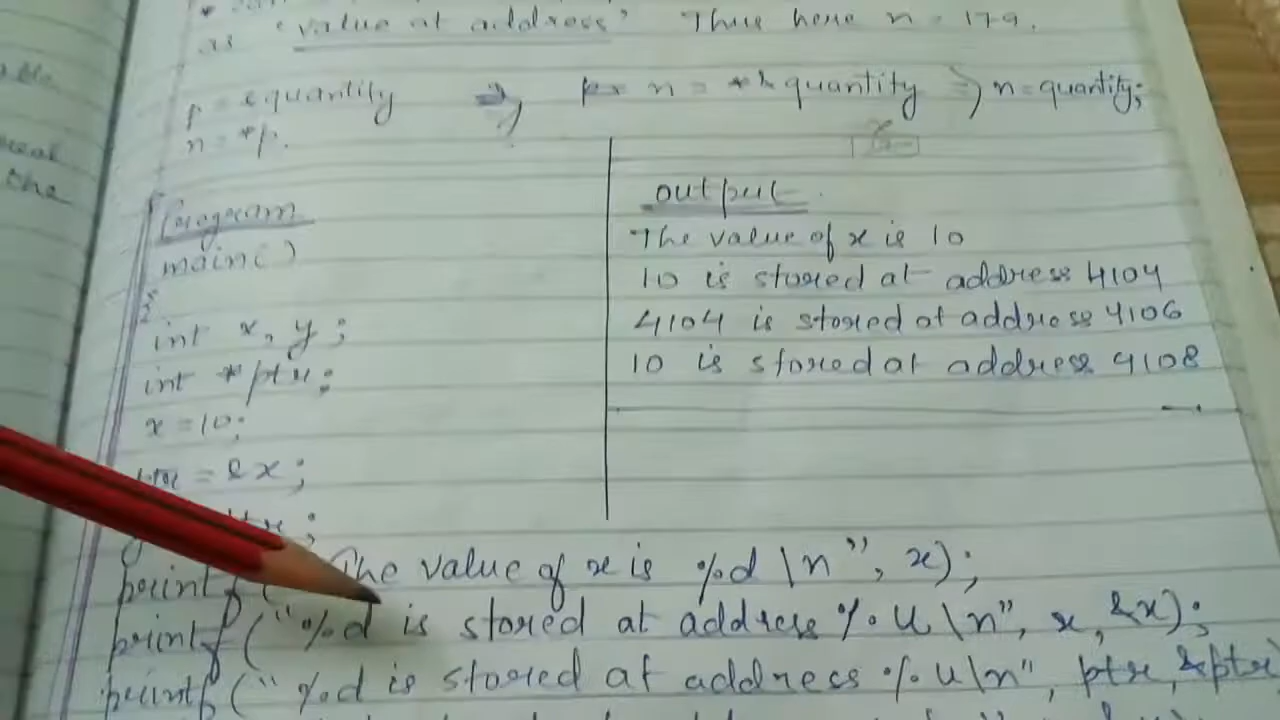 as "value at address" Thus here n = 179.
p = &quantity
n = *p.
n = *& quantity => n = quantity;
Program
main()
{
int x, y;
int *ptr;
x = 10;
= &x;
output
The value of x is 10
10 is stored at address 4104
4104 is stored at address 4106
10 is stored at address 4108
printf( The value of x is %d \n", x);
printf("%d is stored at address %u\n", x, &x);
printf("%d is stored at address %u\n", ptr, &ptr)